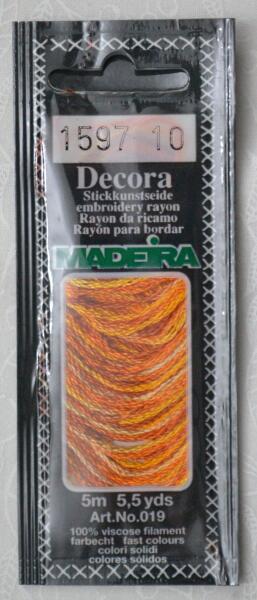 1597 10
Decora
Stickkunstseide
embroidery rayon
Rayon da ricamo
Rayón para bordar
MADEIRA
5m 5,5 yds
Art.No.019
100% viscose filament
farbecht fast colours
colori solidi
colores sólidos